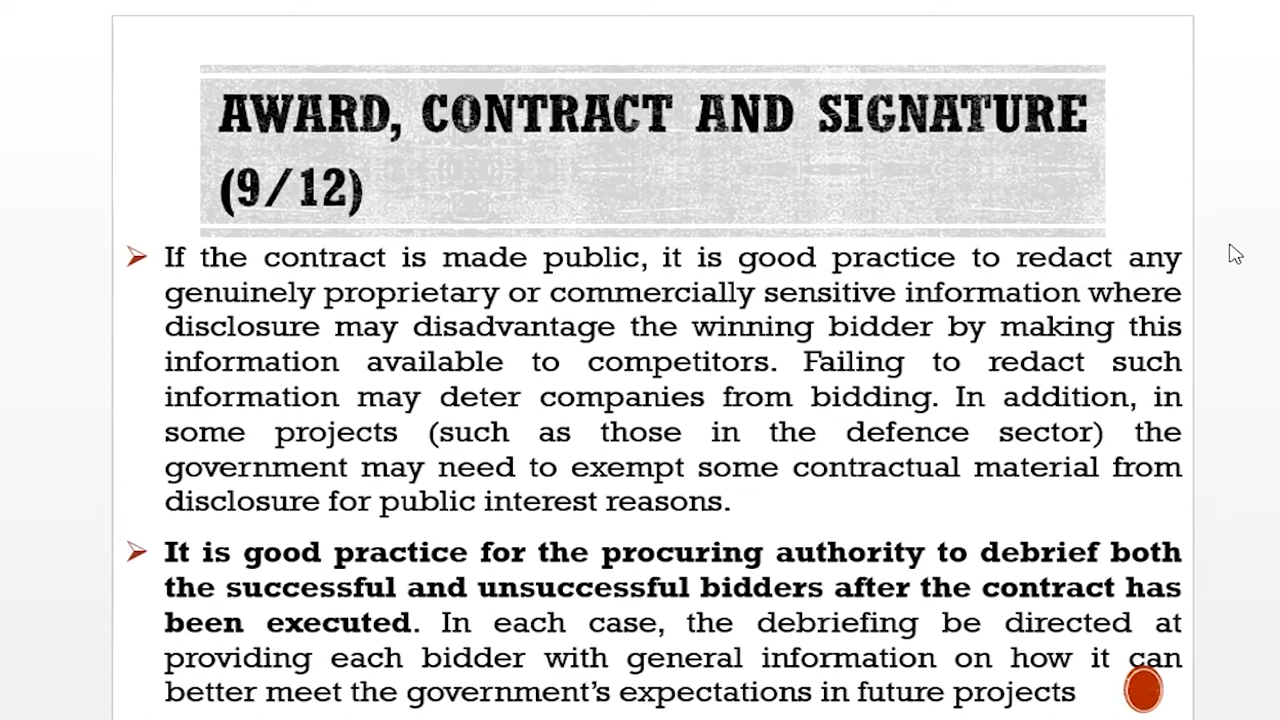 AWARD, CONTRACT AND SIGNATURE
(9/12)
If the contract is made public, it is good practice to redact any
genuinely proprietary or commercially sensitive information where
disclosure may disadvantage the winning bidder by making this
information available to competitors. Failing to redact such
information may deter companies from bidding. In addition, in
some projects (such as those in the defence sector) the
government may need to exempt some contractual material from
disclosure for public interest reasons.
It is good practice for the procuring authority to debrief both
the successful and unsuccessful bidders after the contract has
been executed. In each case, the debriefing be directed at
providing each bidder with general information on how it can
better meet the government’s expectations in future projects